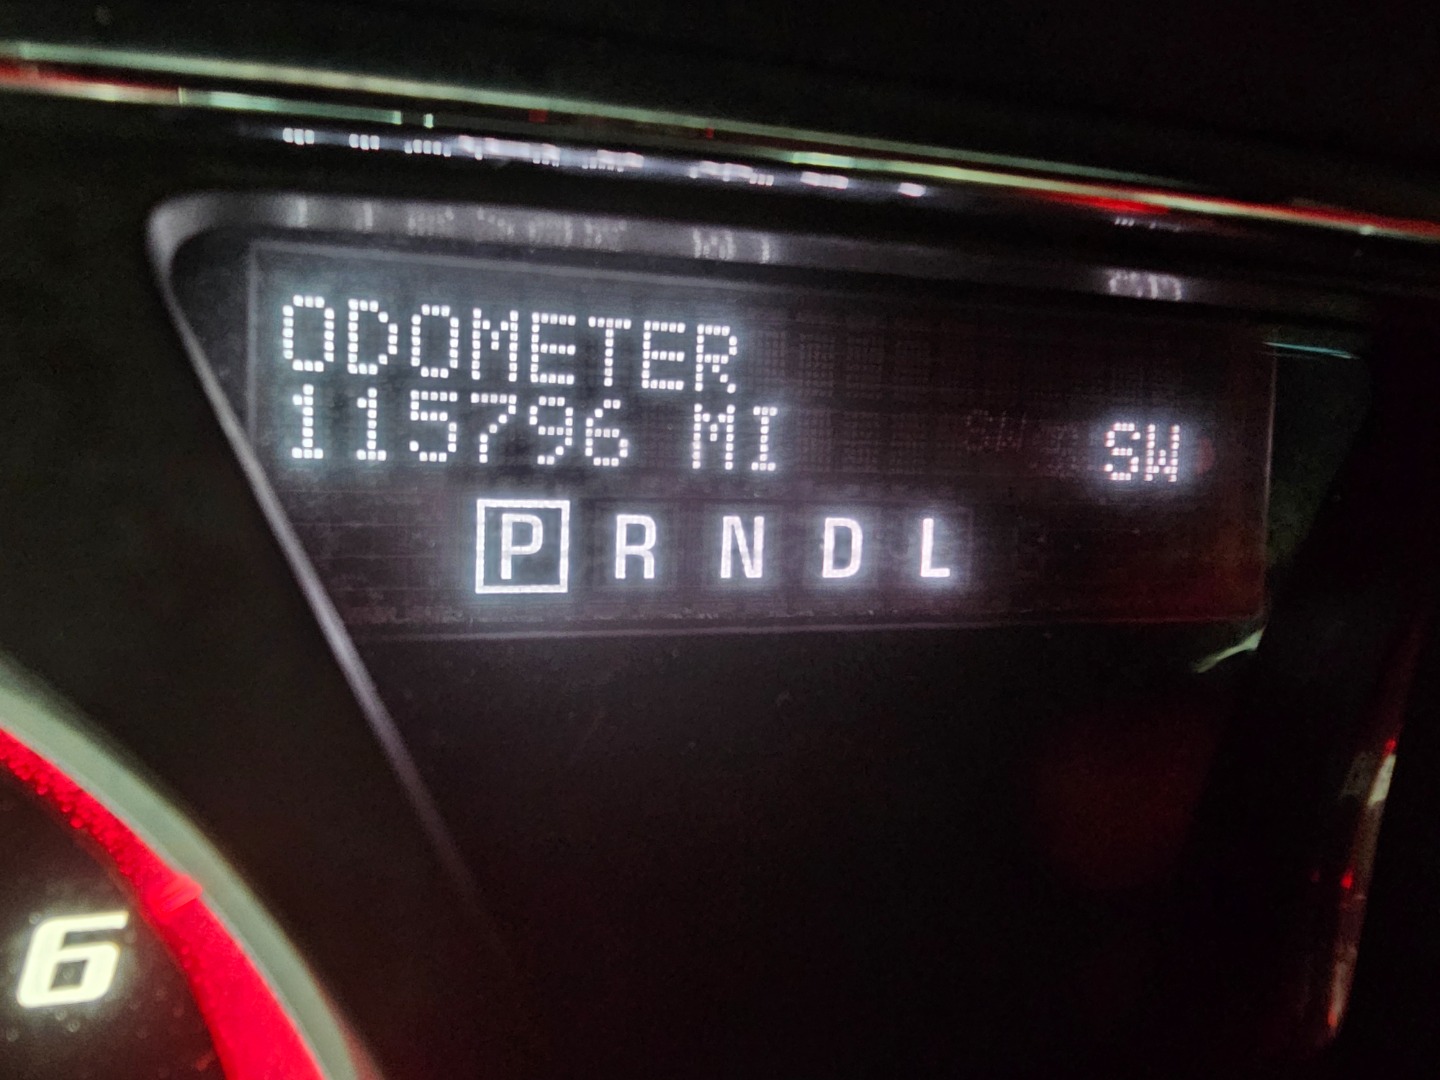 ODOMETER
115796 MI SW
P R N D L
6